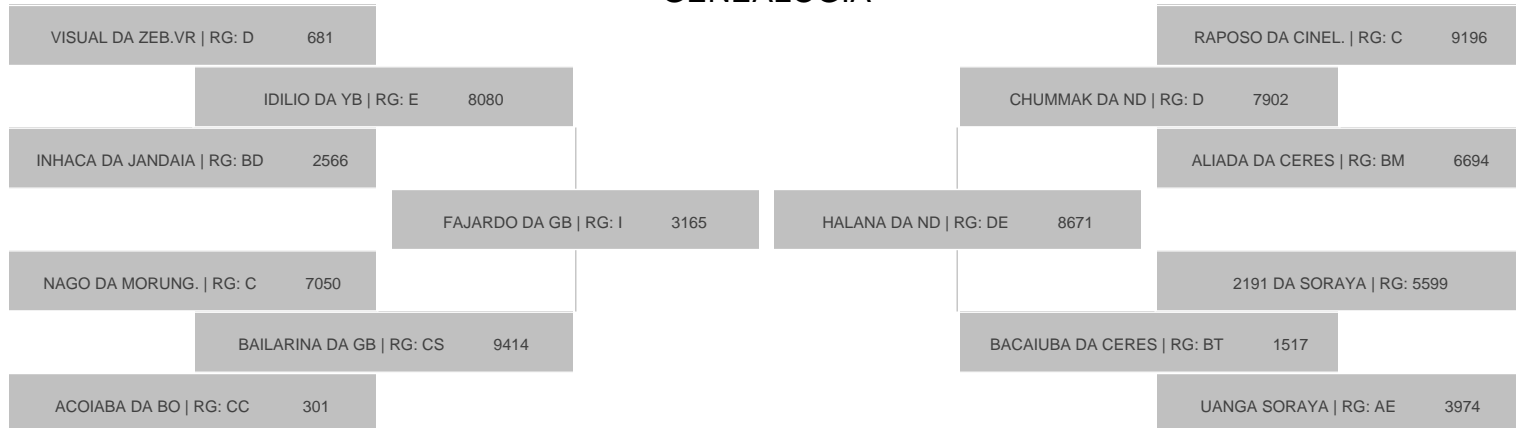 GENEALOGIA
VISUAL DA ZEB.VR | RG: D 681
RAPOSO DA CINEL. | RG: C 9196
IDILIO DA YB | RG: E 8080
CHUMMAK DA ND | RG: D 7902
INHACA DA JANDAIA | RG: BD 2566
ALIADA DA CERES | RG: BM 6694
FAJARDO DA GB | RG: I 3165
HALANA DA ND | RG: DE 8671
NAGO DA MORUNG. | RG: C 7050
2191 DA SORAYA | RG: 5599
BAILARINA DA GB | RG: CS 9414
BACAIUBA DA CERES | RG: BT 1517
ACOIABA DA BO | RG: CC 301
UANGA SORAYA | RG: AE 3974